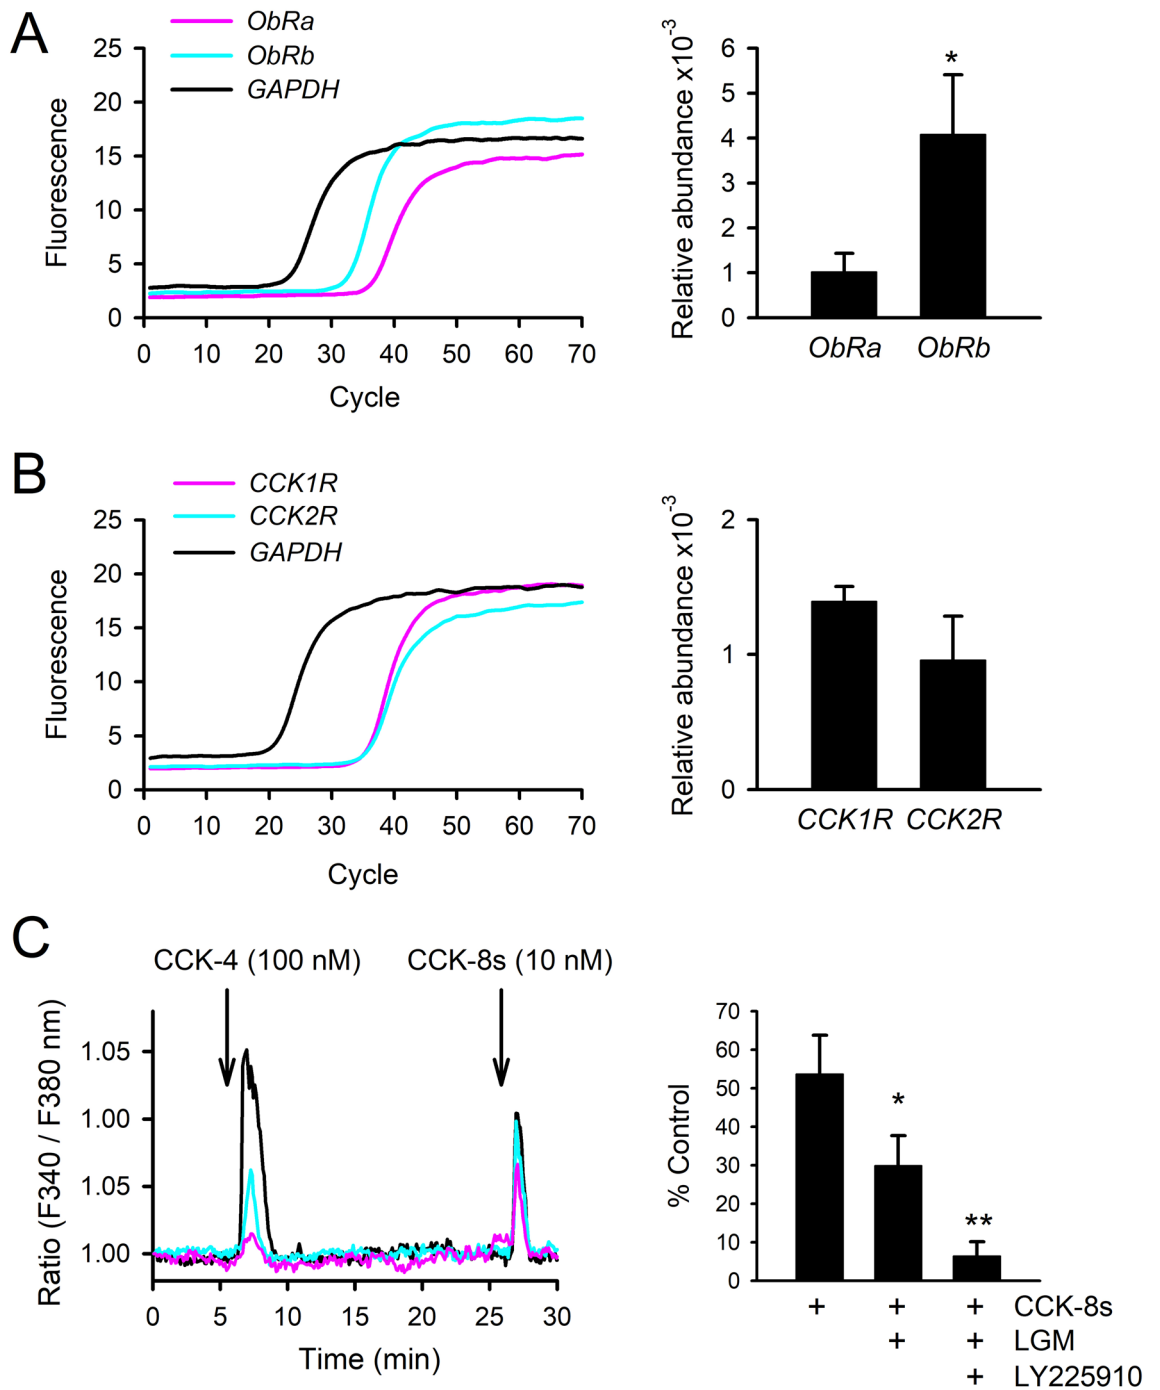 A
ObRa
ObRb
GAPDH
Fluorescence
25
20
15
10
5
0
0 10 20 30 40 50 60 70
Cycle
Relative abundance x10-3
6
5
4
3
2
1
0
*
ObRa ObRb
B
CCK1R
CCK2R
GAPDH
Fluorescence
25
20
15
10
5
0
0 10 20 30 40 50 60 70
Cycle
Relative abundance x10-3
2
1
0
CCK1R CCK2R
C
CCK-4 (100 nM) CCK-8s (10 nM)
Ratio (F340 / F380 nm)
1.05
1.00
1.05
1.00
0 5 10 15 20 25 30
Time (min)
% Control
70
60
50
40
30
20
10
0
*
**
+ + + CCK-8s
+ + LGM
+ LY225910